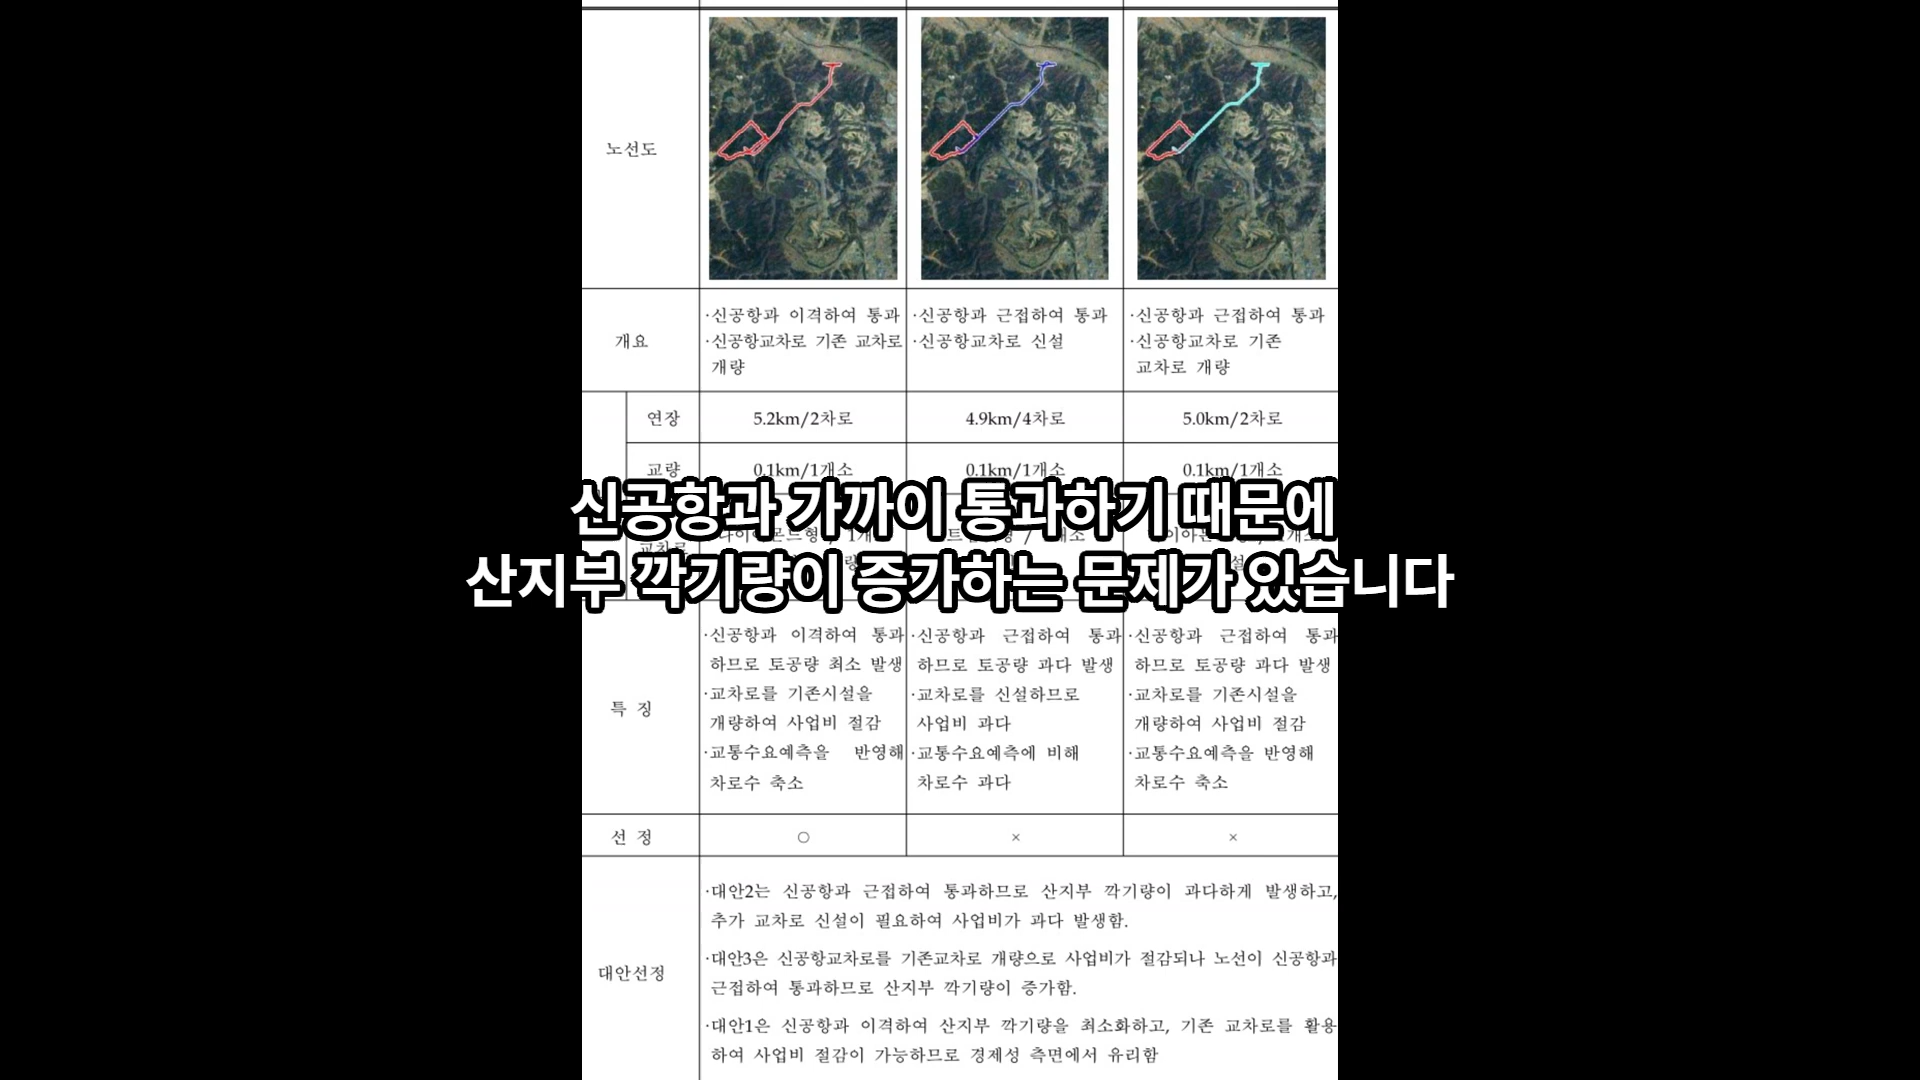 노선도
개요
·신공항과 이격하여 통과
·신공항교차로 기존 교차로
개량
·신공항과 근접하여 통과
·신공항교차로 신설
·신공항과 근접하여 통과
·신공항교차로 기존
교차로 개량
연장
5.2km/2차로
4.9km/4차로
5.0km/2차로
교량
0.1km/1개소
0.1km/1개소
0.1km/1개소
신공항과 가까이 통과하기 때문에
산지부 깍기량이 증가하는 문제가 있습니다
특 징
·신공항과 이격하여 통과
하므로 토공량 최소 발생
·교차로를 기존시설을
개량하여 사업비 절감
·교통수요예측을 반영해
차로수 축소
·신공항과 근접하여 통과
하므로 토공량 과다 발생
·교차로를 신설하므로
사업비 과다
·교통수요예측에 비해
차로수 과다
·신공항과 근접하여 통과
하므로 토공량 과다 발생
·교차로를 기존시설을
개량하여 사업비 절감
·교통수요예측을 반영해
차로수 축소
선 정
○
×
×
대안선정
·대안2는 신공항과 근접하여 통과하므로 산지부 깍기량이 과다하게 발생하고,
추가 교차로 신설이 필요하여 사업비가 과다 발생함.
·대안3은 신공항교차로를 기존교차로 개량으로 사업비가 절감되나 노선이 신공항과
근접하여 통과하므로 산지부 깍기량이 증가함.
·대안1은 신공항과 이격하여 산지부 깍기량을 최소화하고, 기존 교차로를 활용
하여 사업비 절감이 가능하므로 경제성 측면에서 유리함